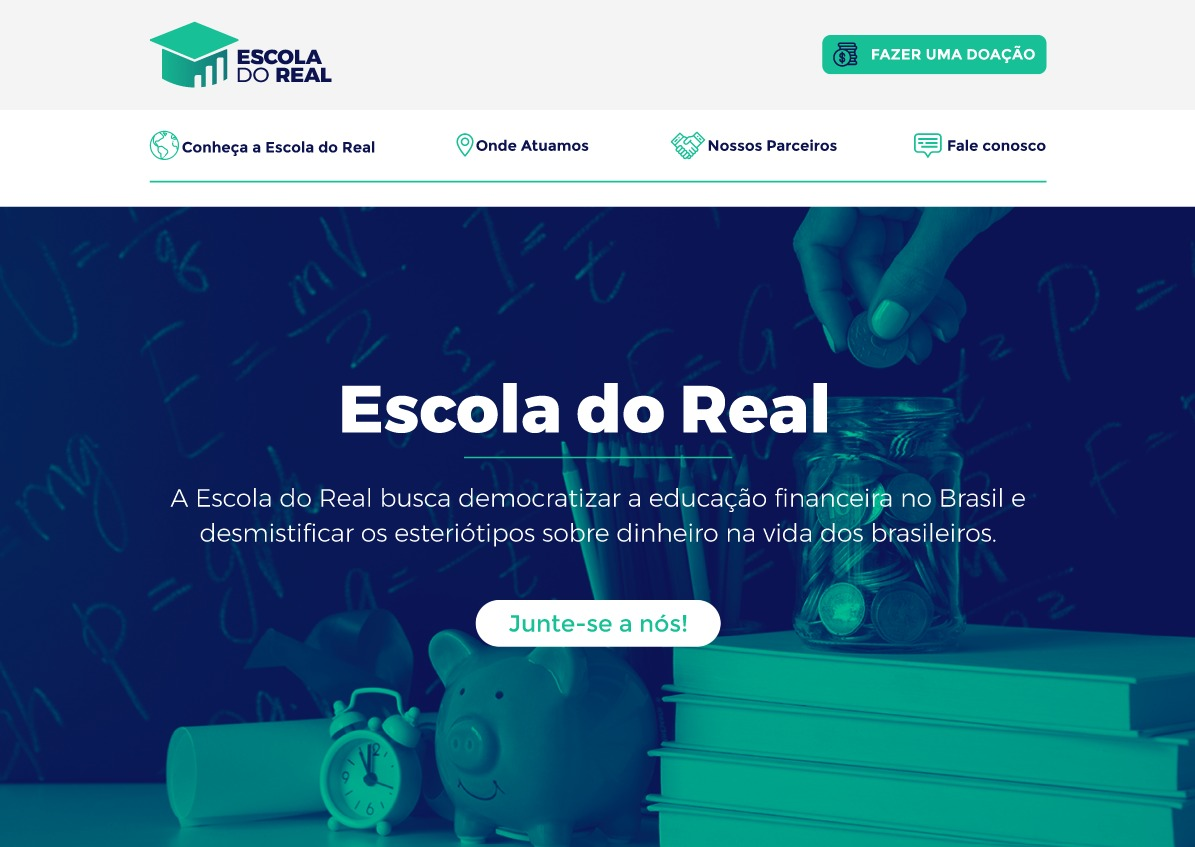 ESCOLA
DO REAL
FAZER UMA DOAÇÃO
Conheça a Escola do Real
Onde Atuamos
Nossos Parceiros
Fale conosco
Escola do Real
A Escola do Real busca democratizar a educação financeira no Brasil e
desmistificar os esteriótipos sobre dinheiro na vida dos brasileiros.
Junte-se a nós!